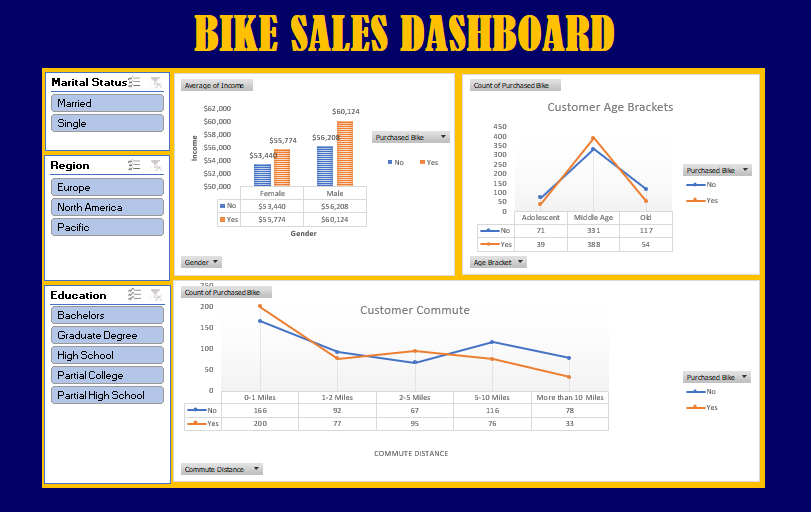 BIKE SALES DASHBOARD
Marital Status
Married
Single
Region
Europe
North America
Pacific
Education
Bachelors
Graduate Degree
High School
Partial College
Partial High School
Average of Income
$62,000
$60,000
$58,000
$56,000
$54,000
$52,000
$50,000
Income
$53,440
$55,774
$56,208
$60,124
Female Male
No $53,440 $56,208
Yes $55,774 $60,124
Gender
Purchased Bike
No Yes
Gender
Count of Purchased Bike
Customer Age Brackets
450
400
350
300
250
200
150
100
50
0
Adolescent Middle Age Old
No 71 331 117
Yes 39 388 54
Purchased Bike
No
Yes
Age Bracket
250
Count of Purchased Bike
Customer Commute
200
150
100
50
0
0-1 Miles 1-2 Miles 2-5 Miles 5-10 Miles More than 10 Miles
No 166 92 67 116 78
Yes 200 77 95 76 33
COMMUTE DISTANCE
Purchased Bike
No
Yes
Commute Distance